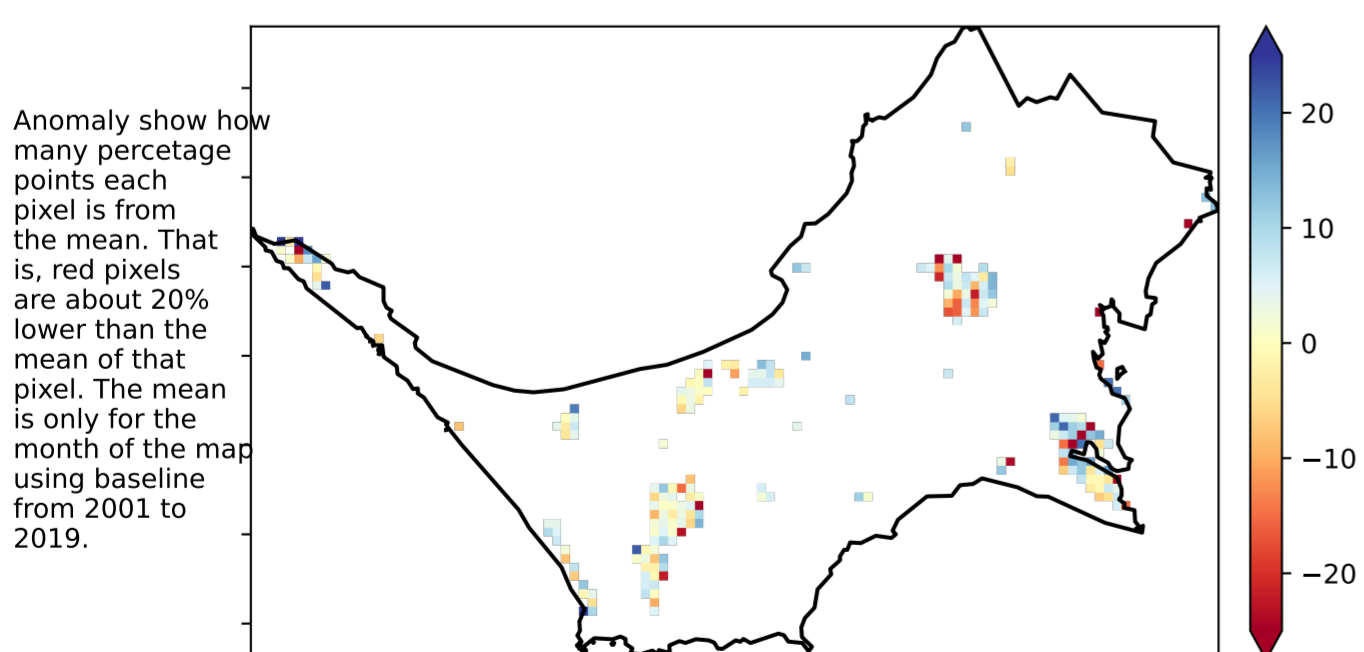 Anomaly show how
many percetage
points each
pixel is from
the mean. That
is, red pixels
are about 20%
lower than the
mean of that
pixel. The mean
is only for the
month of the map
using baseline
from 2001 to
2019.
20
10
0
−10
−20